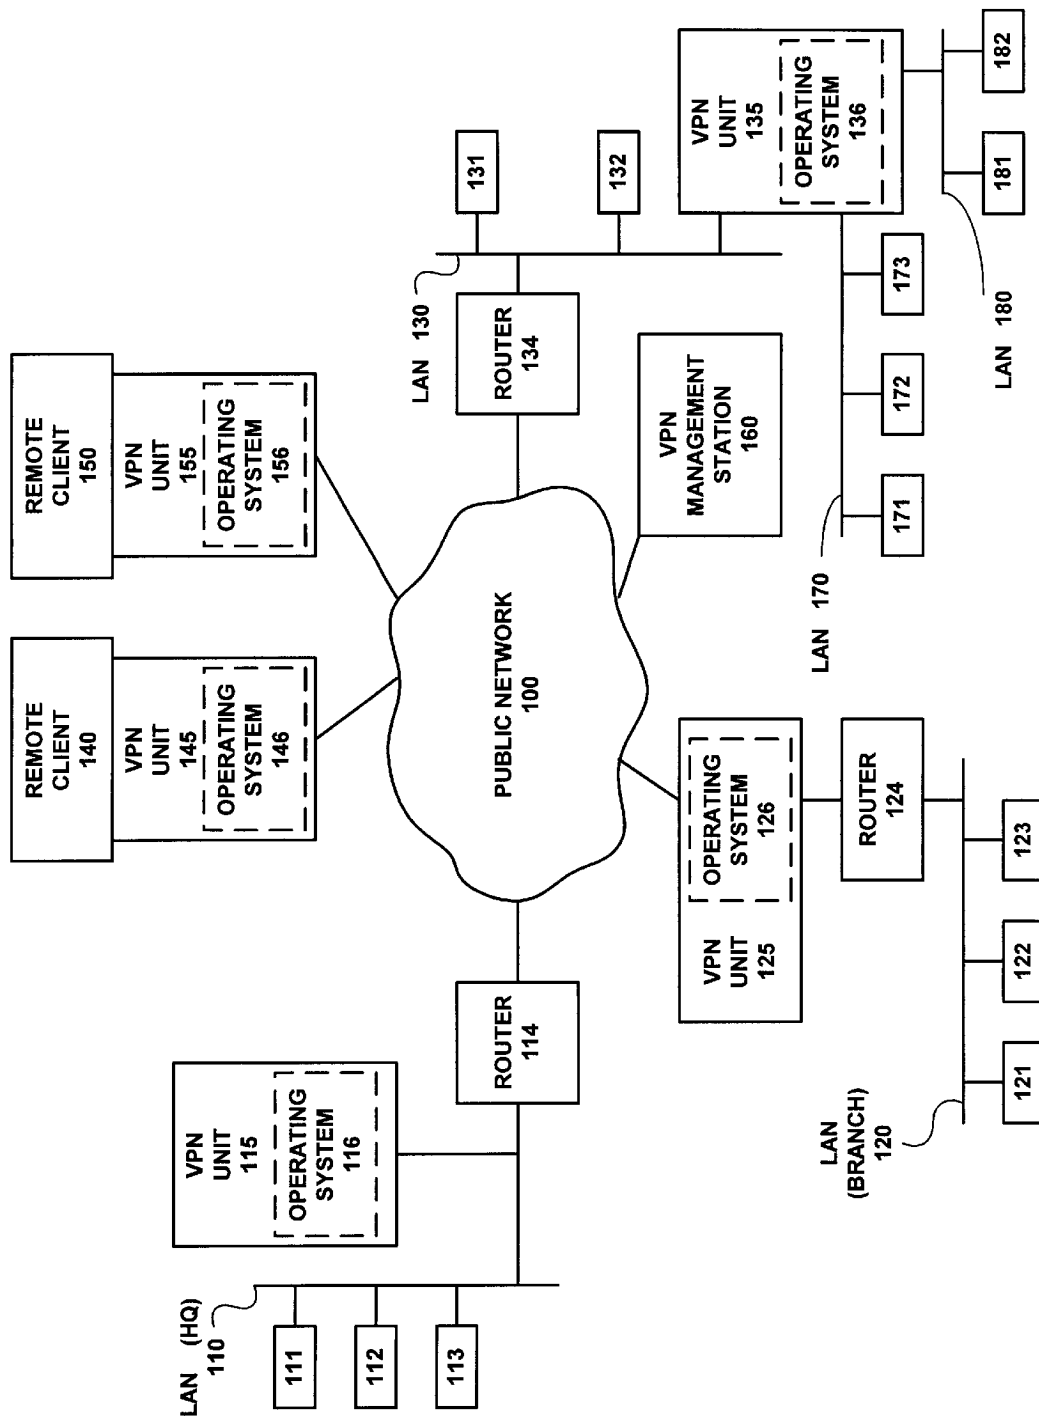 REMOTE
CLIENT
140
VPN
UNIT
145
OPERATING
SYSTEM
146
REMOTE
CLIENT
150
VPN
UNIT
155
OPERATING
SYSTEM
156
LAN (HQ)
110
111
112
113
VPN
UNIT
115
OPERATING
SYSTEM
116
ROUTER
114
PUBLIC NETWORK
100
LAN 130
ROUTER
134
131
132
VPN
UNIT
125
OPERATING
SYSTEM
126
ROUTER
124
LAN
(BRANCH)
120
121
122
123
VPN
MANAGEMENT
STATION
160
VPN
UNIT
135
OPERATING
SYSTEM
136
LAN 170
171
172
173
LAN 180
181
182